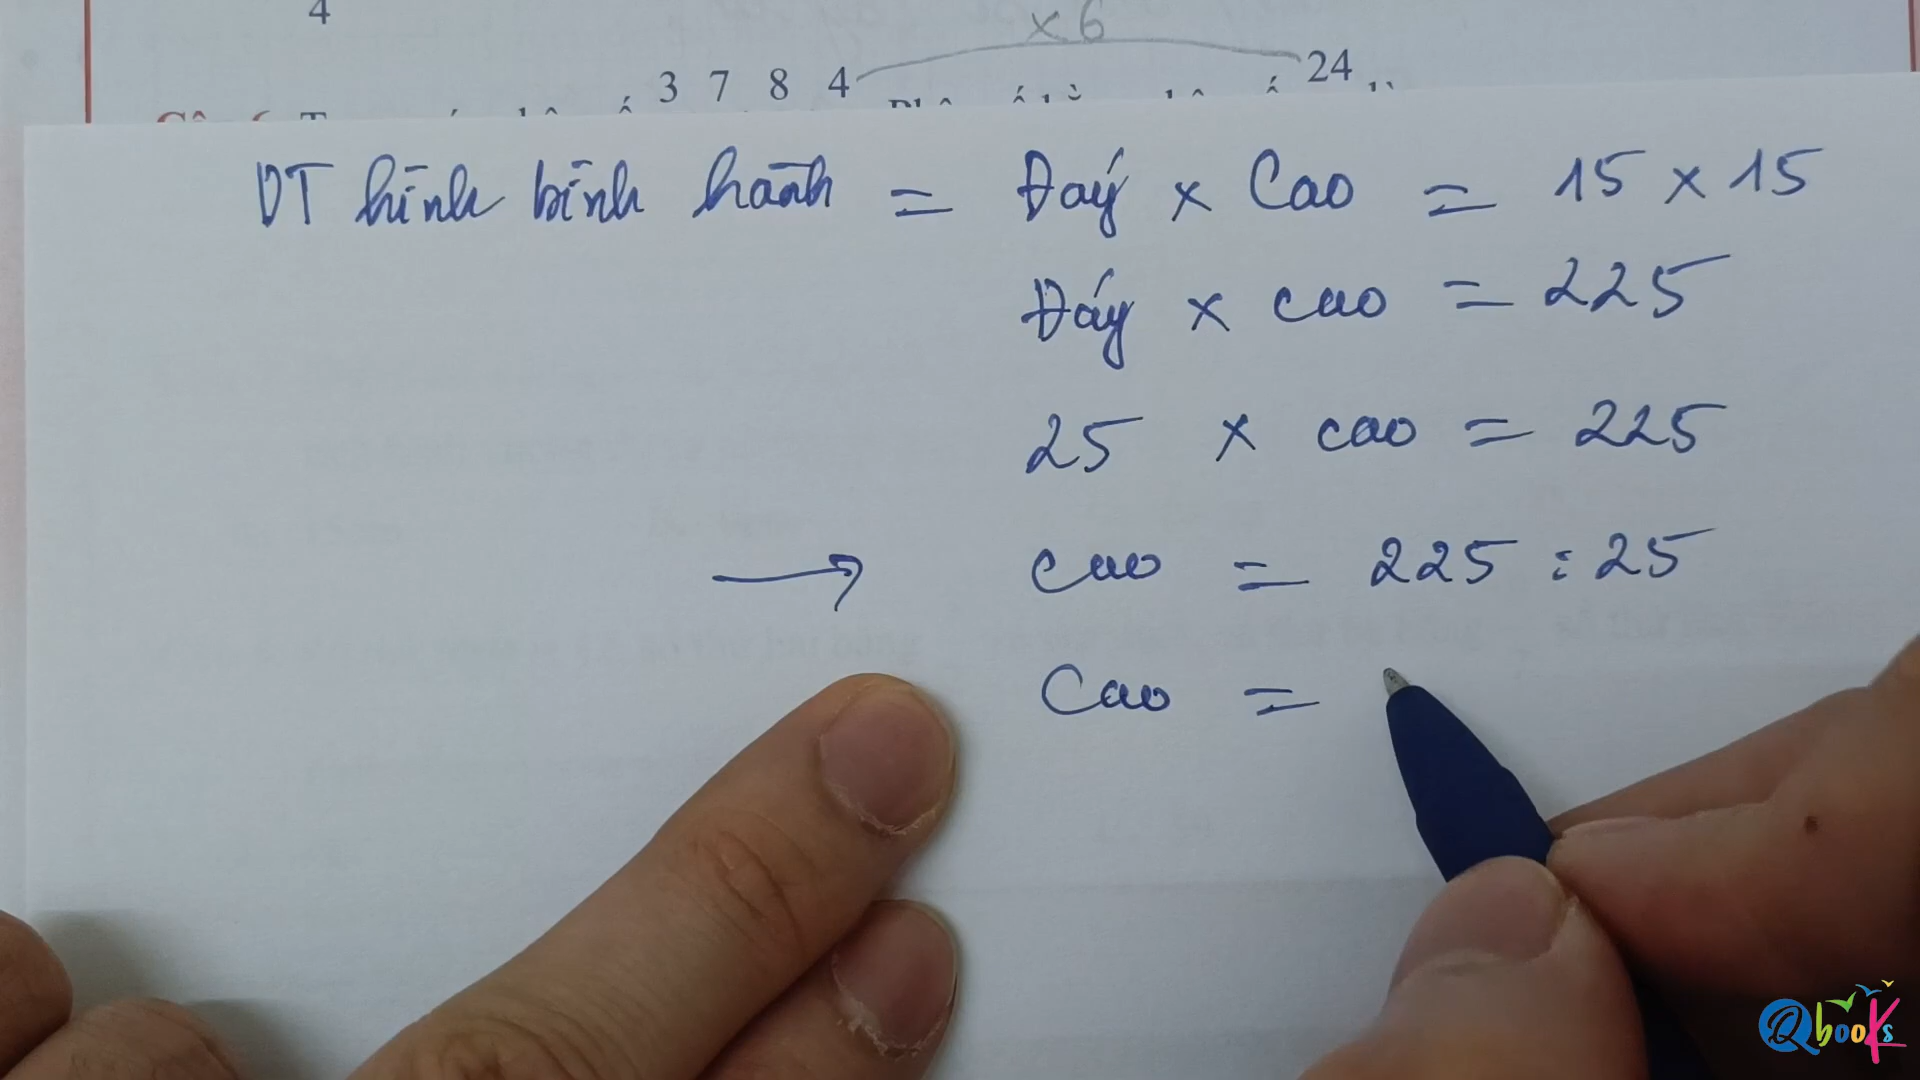 4
x 6
3 7 8 4 24
DT hình bình hành = Đáy x Cao = 15 x 15
Đáy x cao = 225
25 x cao = 225
→ cao = 225 : 25
Cao =
Qbooks